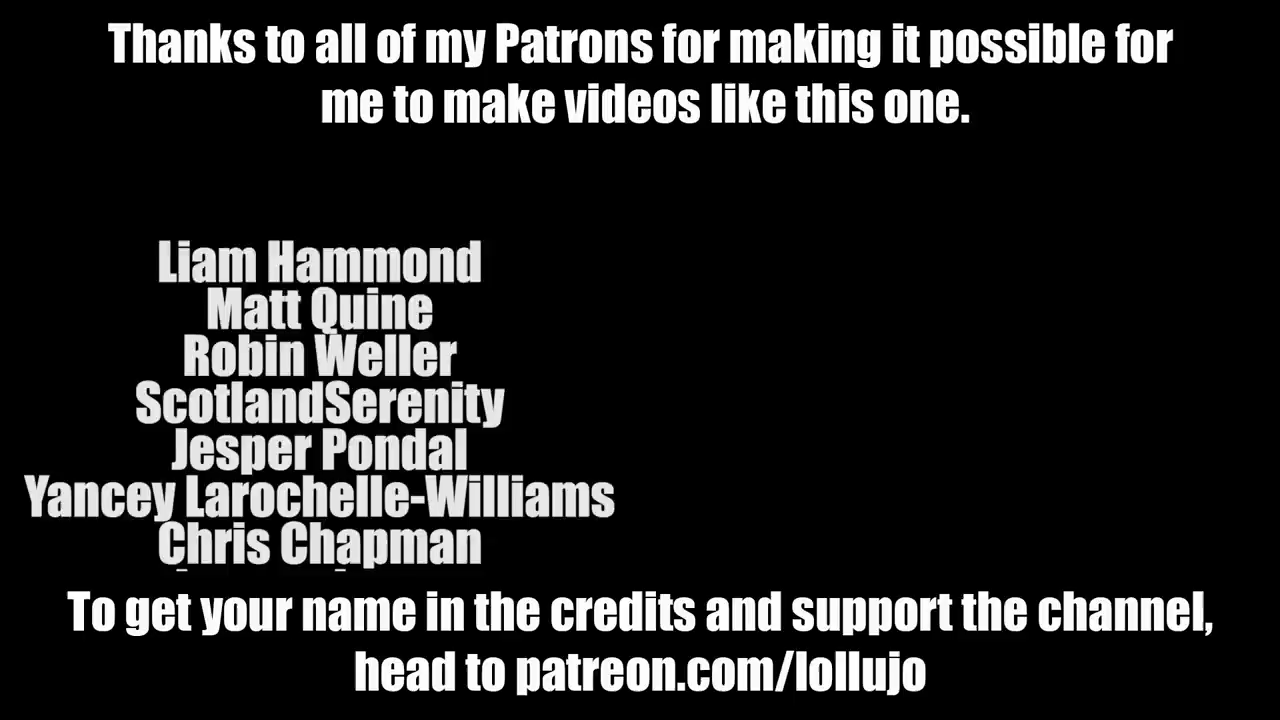 Thanks to all of my Patrons for making it possible for
me to make videos like this one.
Liam Hammond
Matt Quine
Robin Weller
ScotlandSerenity
Jesper Pondal
Yancey Larochelle-Williams
Chris Chapman
To get your name in the credits and support the channel,
head to patreon.com/lollujo